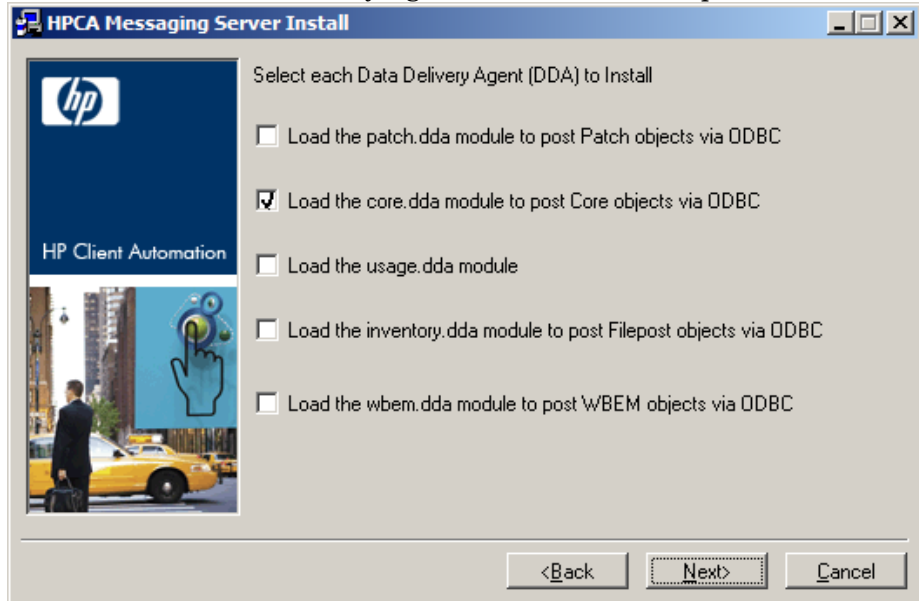 HPCA Messaging Server Install
Select each Data Delivery Agent (DDA) to Install
hp
Load the patch.dda module to post Patch objects via ODBC
Load the core.dda module to post Core objects via ODBC
HP Client Automation
Load the usage.dda module
Load the inventory.dda module to post Filepost objects via ODBC
Load the wbem.dda module to post WBEM objects via ODBC
<Back
Next>
Cancel